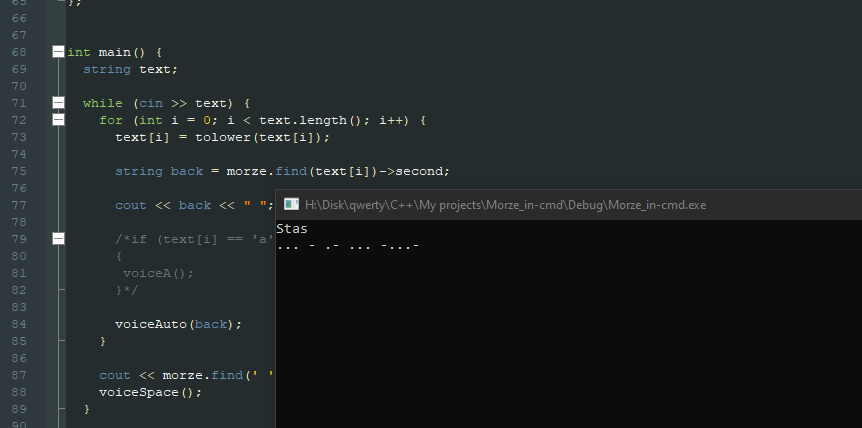 65 };
66
67
68 int main() {
69 string text;
70
71 while (cin >> text) {
72 for (int i = 0; i < text.length(); i++) {
73 text[i] = tolower(text[i]);
74
75 string back = morze.find(text[i])->second;
76
77 cout << back << " ";
78
79 /*if (text[i] == 'a'
80 {
81 voiceA();
82 }*/
83
84 voiceAuto(back);
85 }
86
87 cout << morze.find(' '
88 voiceSpace();
89 }
90
H:\Disk\qwerty\C++\My projects\Morze_in-cmd\Debug\Morze_in-cmd.exe
Stas
... - .- ... -...-